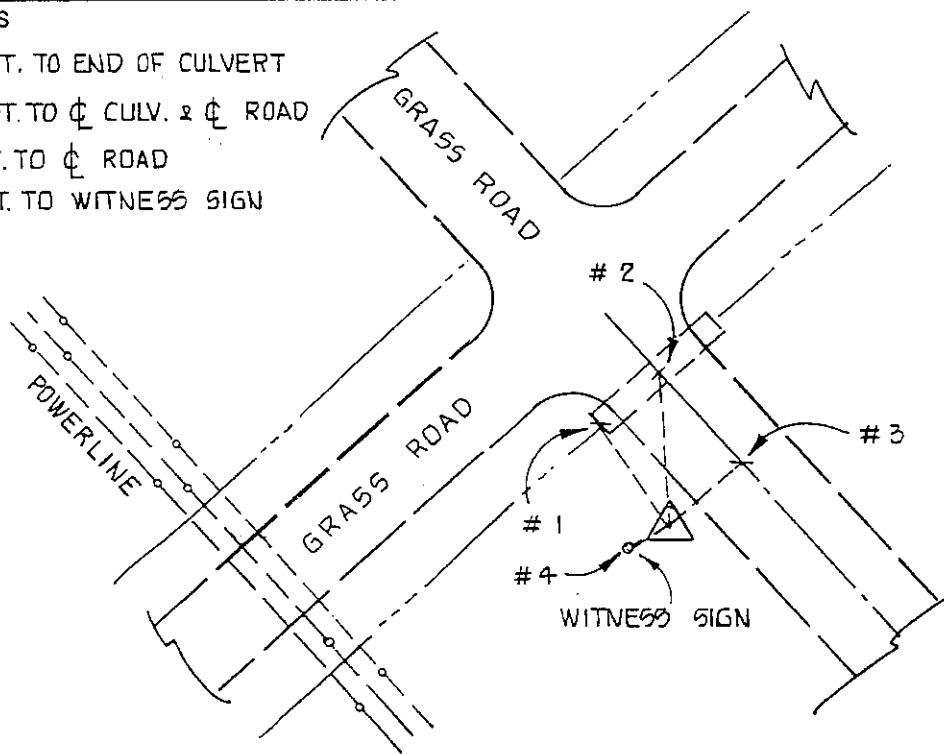 S
T. TO END OF CULVERT
T. TO ℄ CULV. & ℄ ROAD
T. TO ℄ ROAD
T. TO WITNESS SIGN
GRASS ROAD
# 2
POWERLINE
GRASS ROAD
# 3
# 1
# 4
WITNESS SIGN